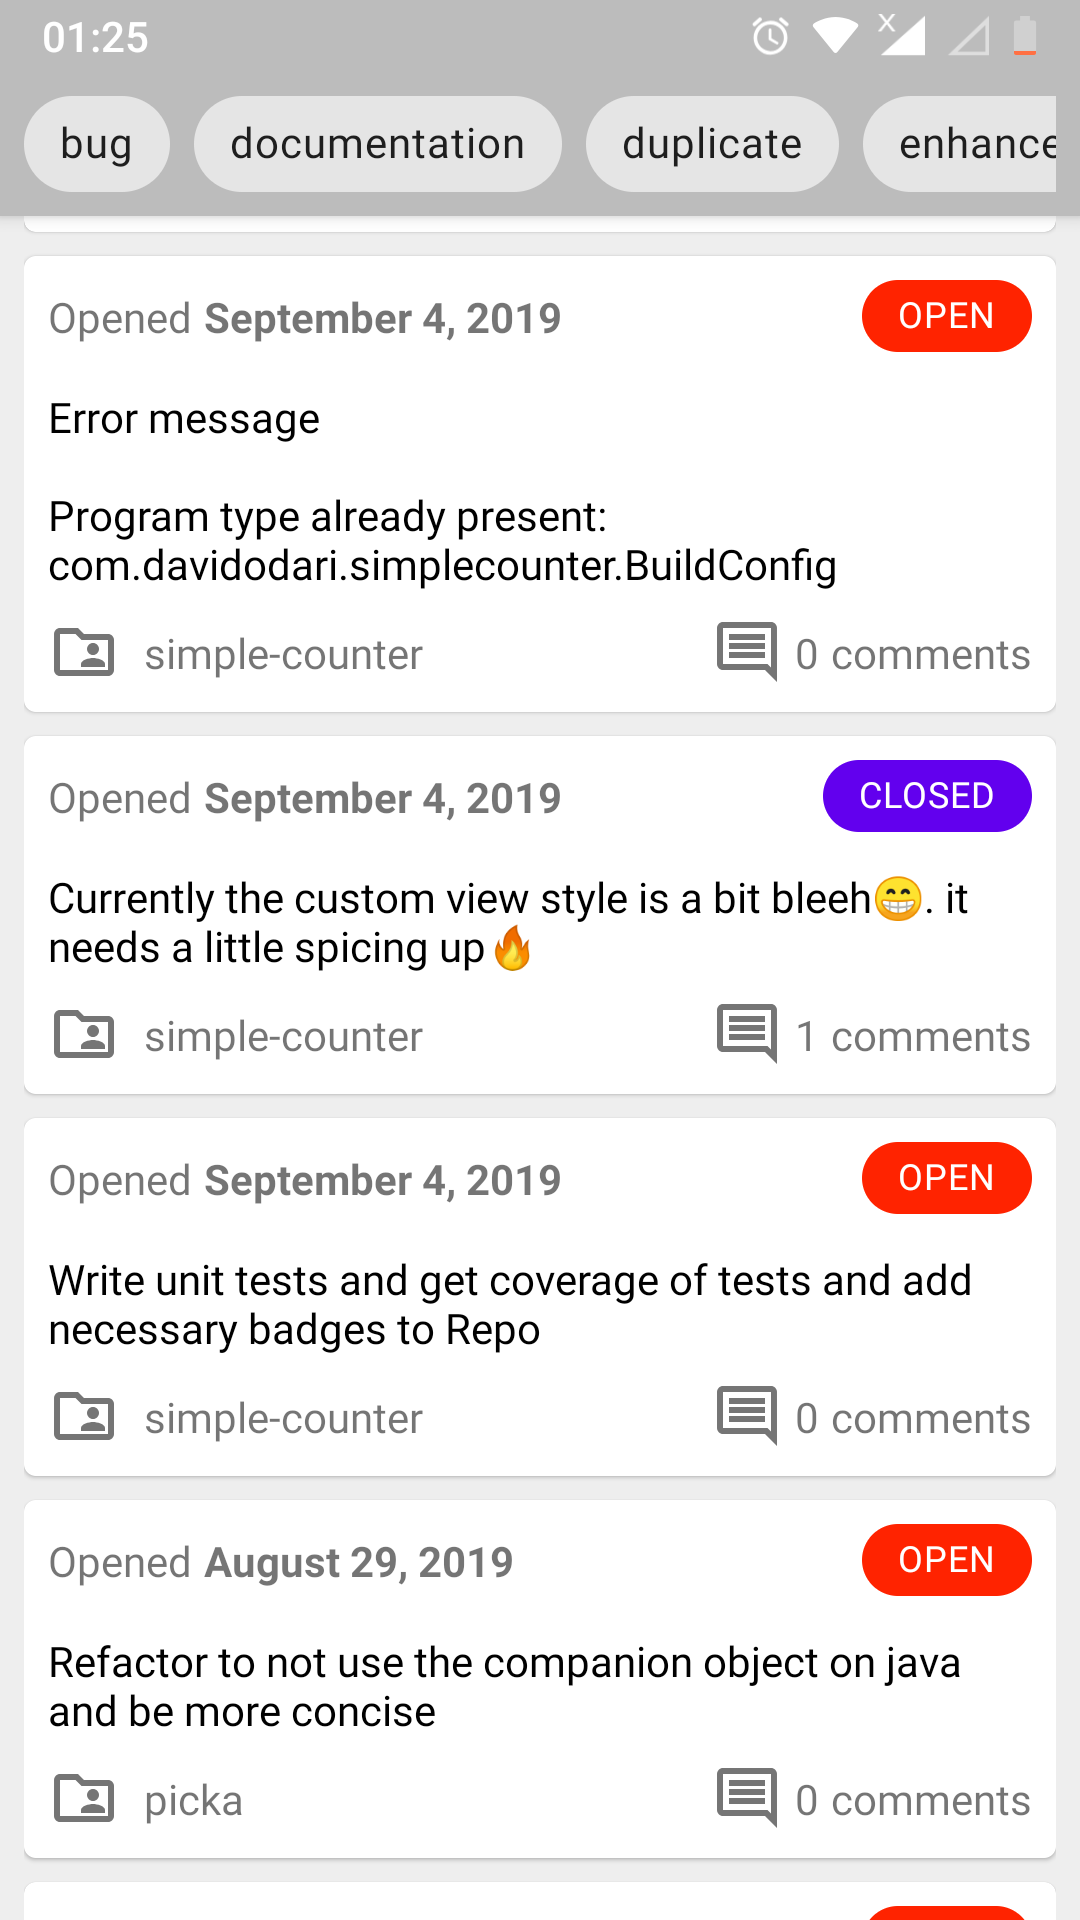 01:25
bug documentation duplicate enhance
Opened September 4, 2019 OPEN
Error message
Program type already present:
com.davidodari.simplecounter.BuildConfig
simple-counter 0 comments
Opened September 4, 2019 CLOSED
Currently the custom view style is a bit bleeh😁. it
needs a little spicing up🔥
simple-counter 1 comments
Opened September 4, 2019 OPEN
Write unit tests and get coverage of tests and add
necessary badges to Repo
simple-counter 0 comments
Opened August 29, 2019 OPEN
Refactor to not use the companion object on java
and be more concise
picka 0 comments